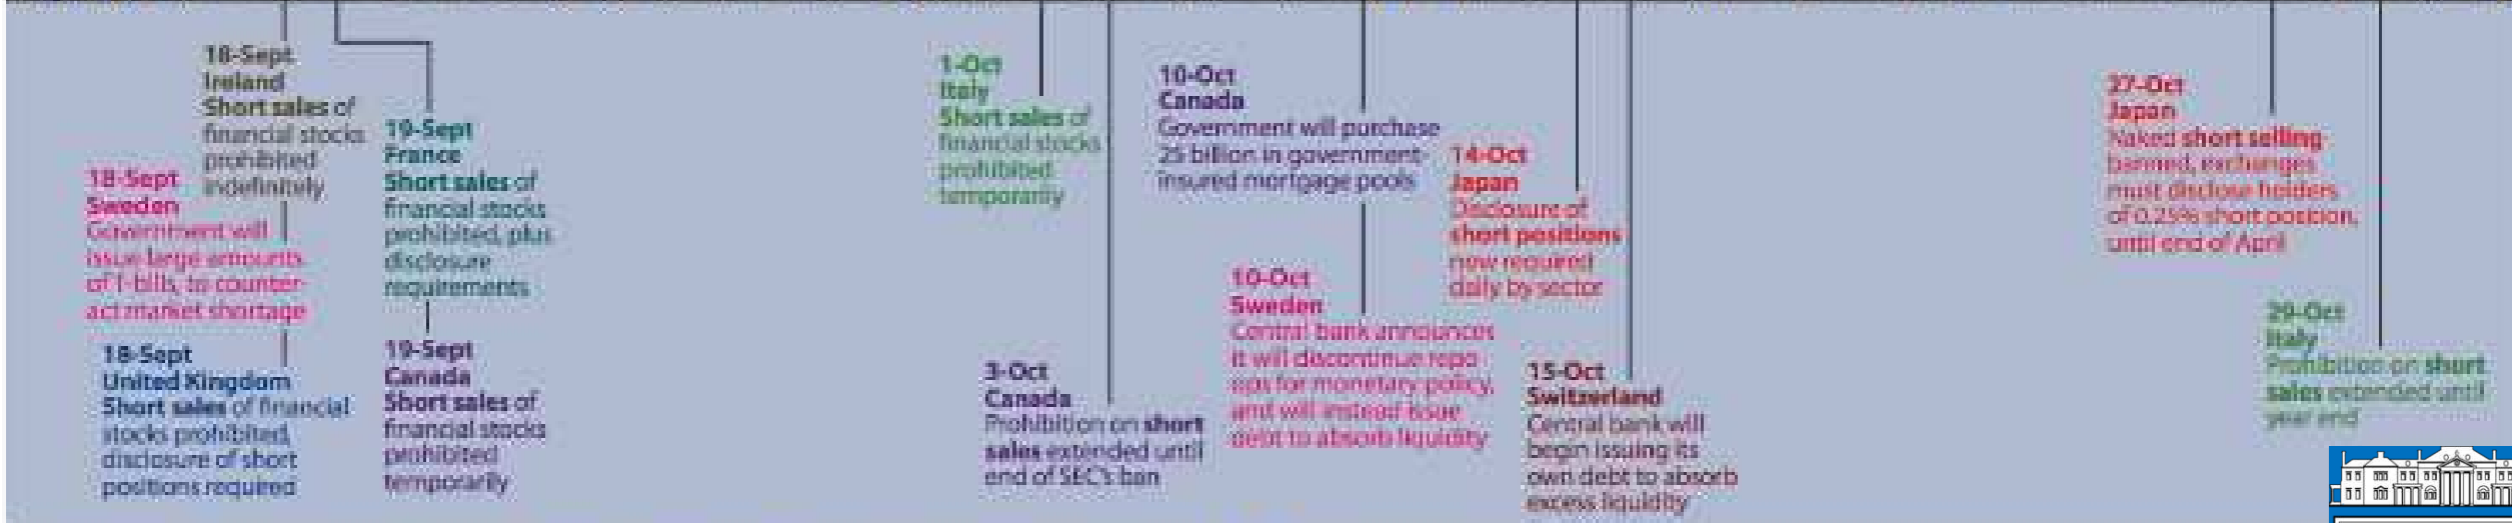 18-Sept
Ireland
Short sales of
financial stocks
prohibited
indefinitely
18-Sept
Sweden
Government will
issue large amounts
of T-bills, to counter-
act market shortage
18-Sept
United Kingdom
Short sales of financial
stocks prohibited,
disclosure of short
positions required
19-Sept
France
Short sales of
financial stocks
prohibited, plus
disclosure
requirements
19-Sept
Canada
Short sales of
financial stocks
prohibited
temporarily
1-Oct
Italy
Short sales of
financial stocks
prohibited
temporarily
3-Oct
Canada
Prohibition on short
sales extended until
end of SEC's ban
10-Oct
Canada
Government will purchase
25 billion in government-
insured mortgage pools
10-Oct
Sweden
Central bank announces
it will discontinue repo
ops for monetary policy,
and will instead issue
debt to absorb liquidity
14-Oct
Japan
Disclosure of
short positions
now required
daily by sector
15-Oct
Switzerland
Central bank will
begin issuing its
own debt to absorb
excess liquidity
27-Oct
Japan
Naked short selling
banned, exchanges
must disclose holders
of 0.25% short position,
until end of April
29-Oct
Italy
Prohibition on short
sales extended until
year end